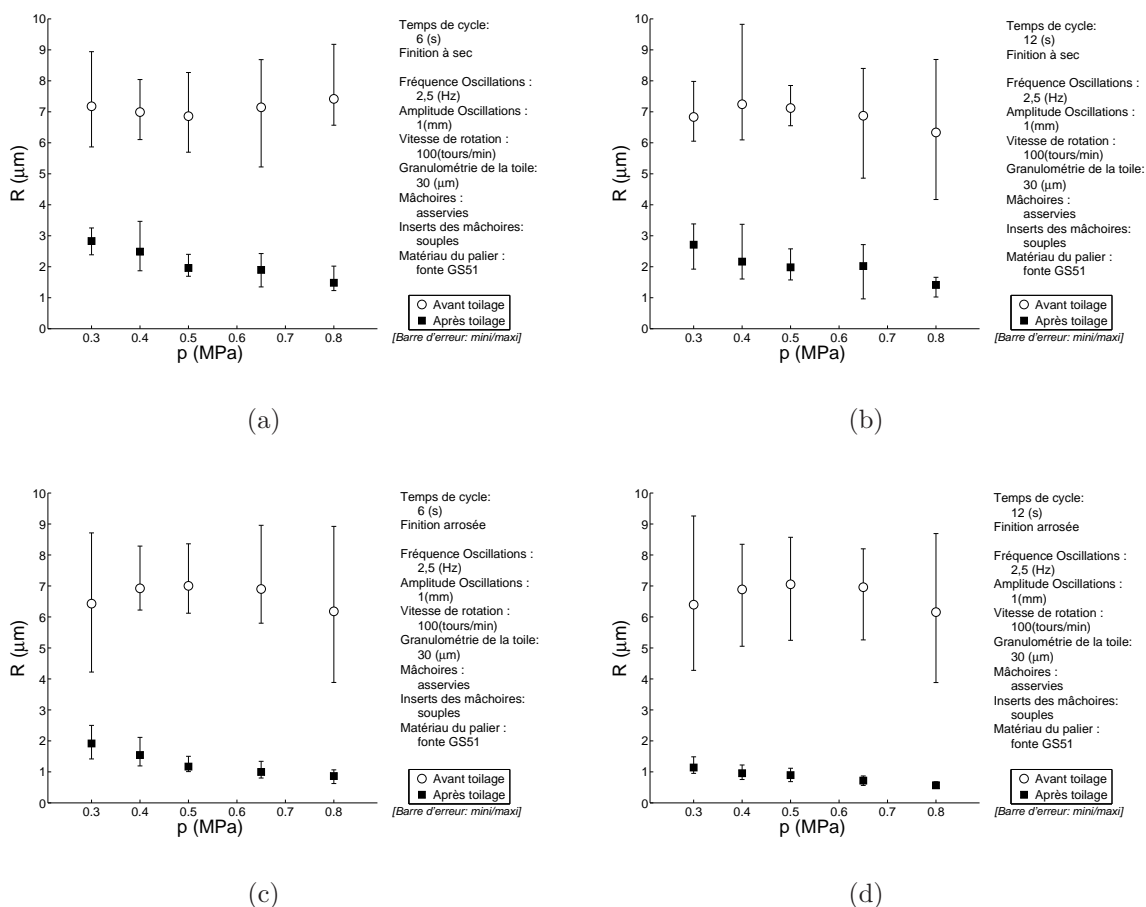 10
9
8
7
6
5
4
3
2
1
0
R (μm)
0.3 0.4 0.5 0.6 0.7 0.8
p (MPa)
Temps de cycle:
6 (s)
Finition à sec
Fréquence Oscillations :
2,5 (Hz)
Amplitude Oscillations :
1(mm)
Vitesse de rotation :
100(tours/min)
Granulométrie de la toile:
30 (μm)
Mâchoires :
asservies
Inserts des mâchoires:
souples
Matériau du palier :
fonte GS51
Avant toilage
Après toilage
[Barre d'erreur: mini/maxi]
(a)
10
9
8
7
6
5
4
3
2
1
0
R (μm)
0.3 0.4 0.5 0.6 0.7 0.8
p (MPa)
Temps de cycle:
12 (s)
Finition à sec
Fréquence Oscillations :
2,5 (Hz)
Amplitude Oscillations :
1(mm)
Vitesse de rotation :
100(tours/min)
Granulométrie de la toile:
30 (μm)
Mâchoires :
asservies
Inserts des mâchoires:
souples
Matériau du palier :
fonte GS51
Avant toilage
Après toilage
[Barre d'erreur: mini/maxi]
(b)
10
9
8
7
6
5
4
3
2
1
0
R (μm)
0.3 0.4 0.5 0.6 0.7 0.8
p (MPa)
Temps de cycle:
6 (s)
Finition arrosée
Fréquence Oscillations :
2,5 (Hz)
Amplitude Oscillations :
1(mm)
Vitesse de rotation :
100(tours/min)
Granulométrie de la toile:
30 (μm)
Mâchoires :
asservies
Inserts des mâchoires:
souples
Matériau du palier :
fonte GS51
Avant toilage
Après toilage
[Barre d'erreur: mini/maxi]
(c)
10
9
8
7
6
5
4
3
2
1
0
R (μm)
0.3 0.4 0.5 0.6 0.7 0.8
p (MPa)
Temps de cycle:
12 (s)
Finition arrosée
Fréquence Oscillations :
2,5 (Hz)
Amplitude Oscillations :
1(mm)
Vitesse de rotation :
100(tours/min)
Granulométrie de la toile:
30 (μm)
Mâchoires :
asservies
Inserts des mâchoires:
souples
Matériau du palier :
fonte GS51
Avant toilage
Après toilage
[Barre d'erreur: mini/maxi]
(d)